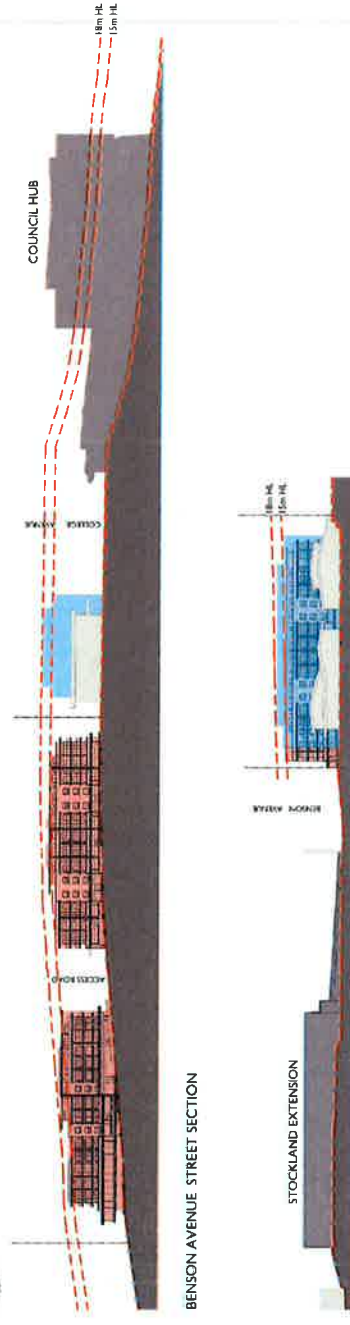 18m HL
15m HL
COUNCIL HUB
COLLEGE AVENUE
ACCESS ROAD
BENSON AVENUE STREET SECTION
18m HL
15m HL
BENSON AVENUE
STOCKLAND EXTENSION